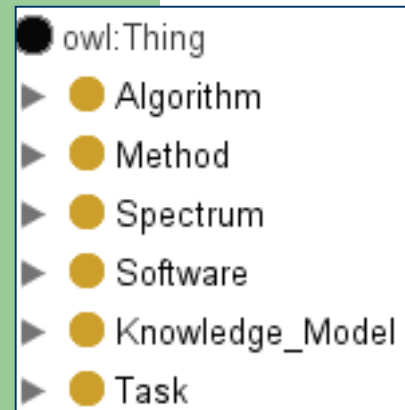 owl:Thing
Algorithm
Method
Spectrum
Software
Knowledge_Model
Task